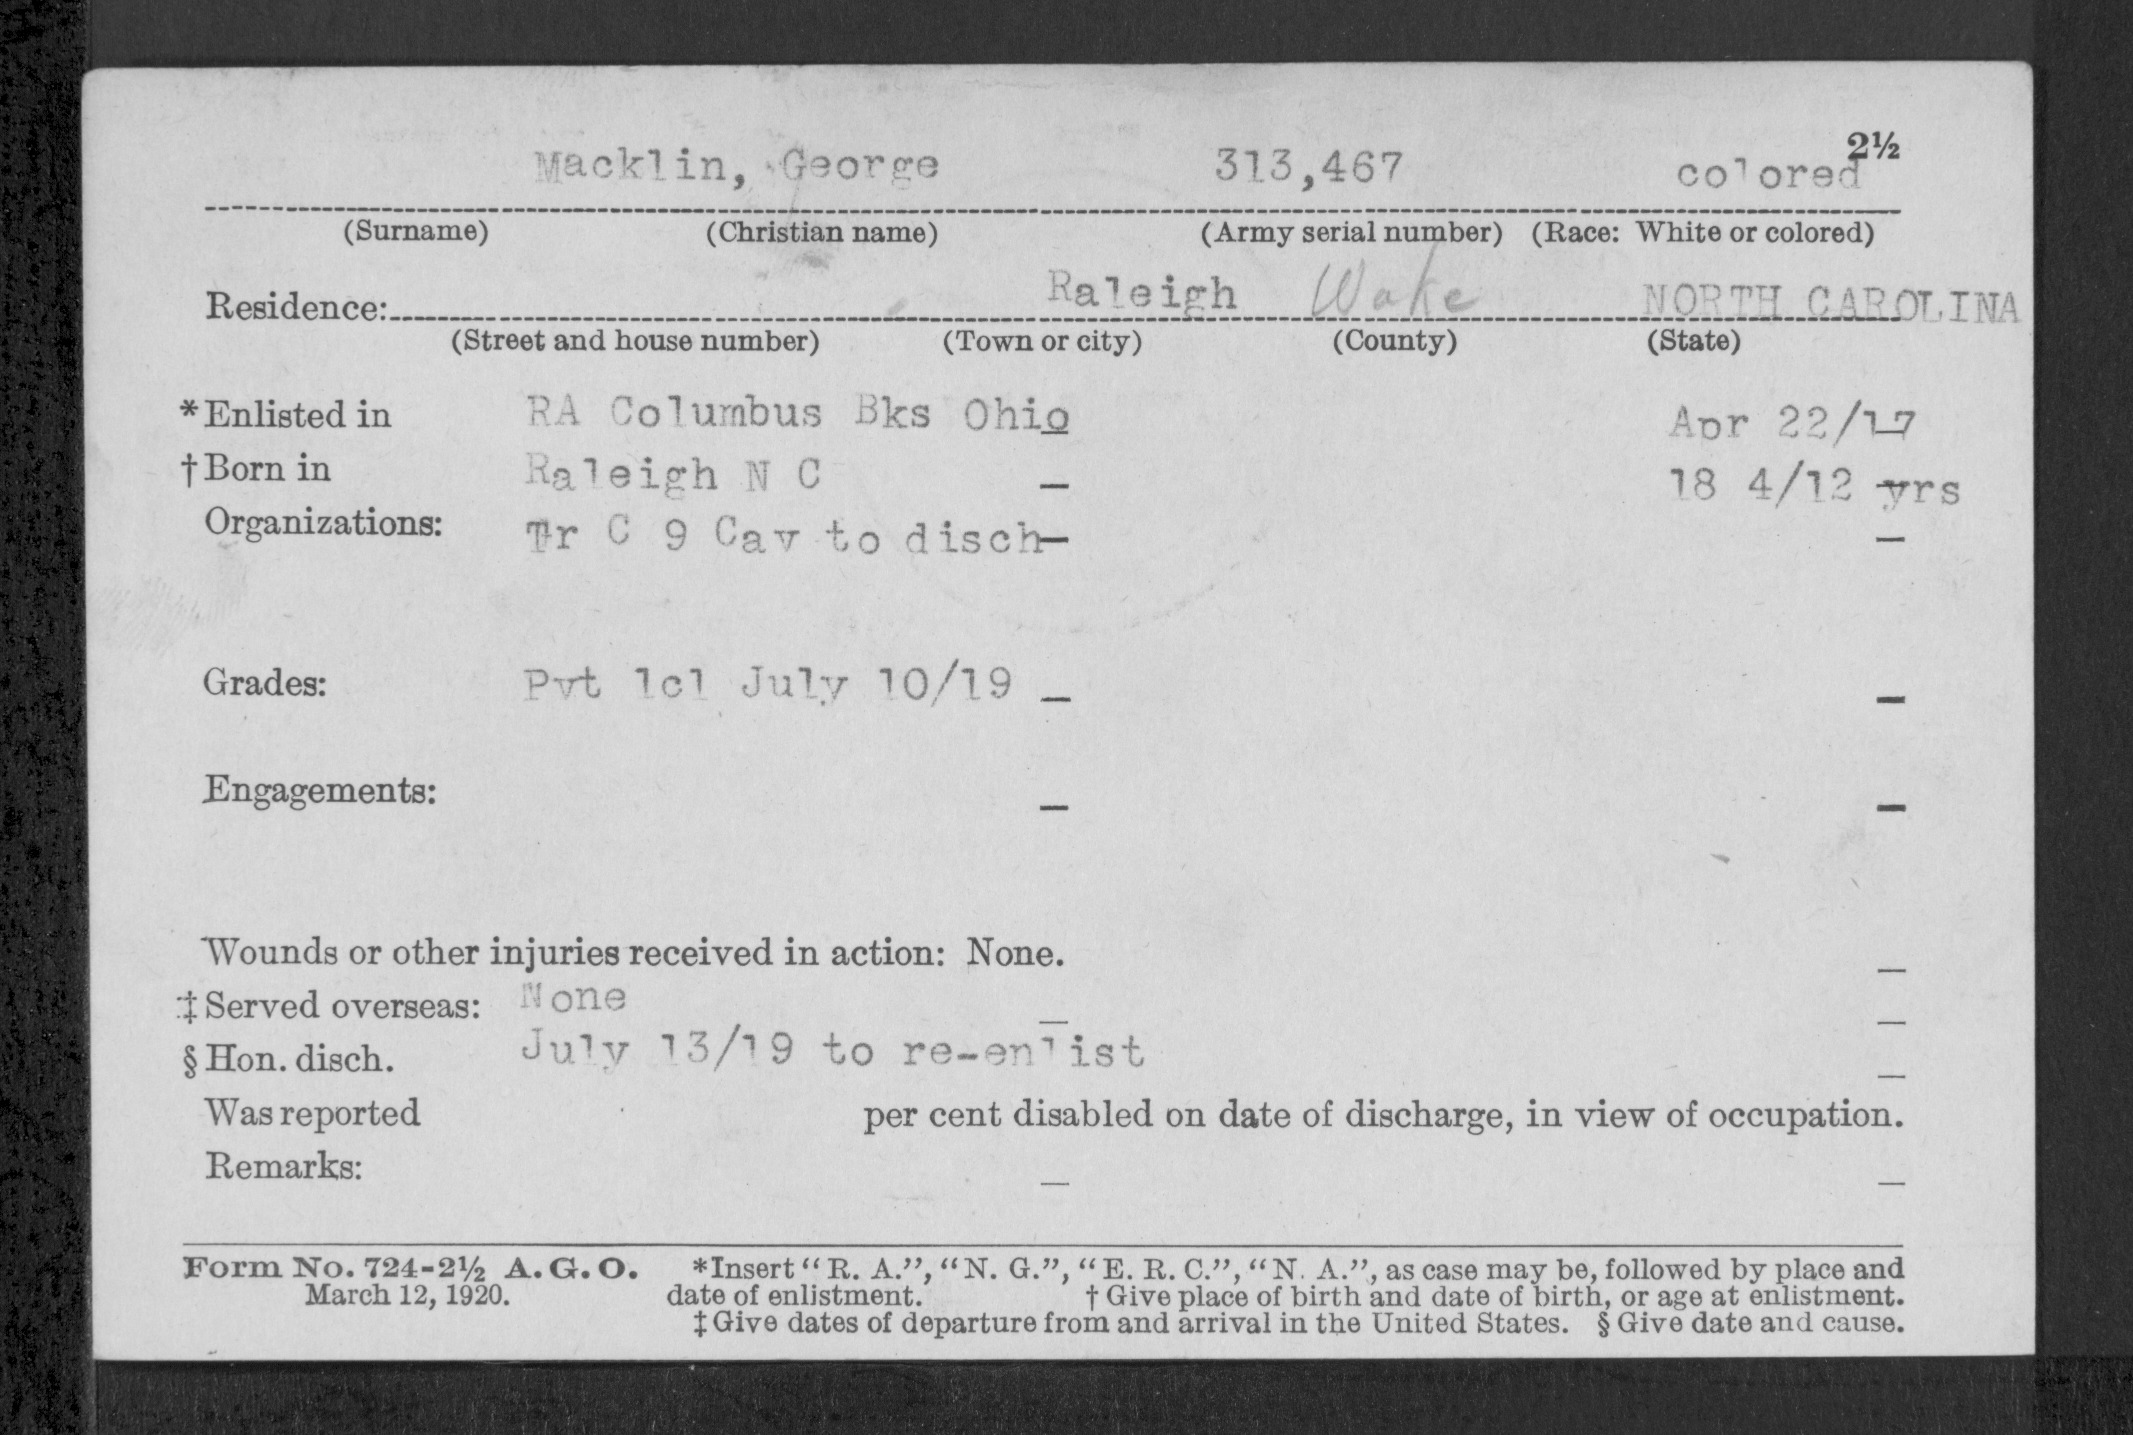 2½
Macklin, George 313,467 colored
(Surname) (Christian name) (Army serial number) (Race: White or colored)
Residence: Raleigh Wake NORTH CAROLINA
(Street and house number) (Town or city) (County) (State)
*Enlisted in RA Columbus Bks Ohio Apr 22/17
†Born in Raleigh N C 18 4/12 yrs
Organizations: Tr C 9 Cav to disch
Grades: Pvt 1cl July 10/19
Engagements:
Wounds or other injuries received in action: None.
‡Served overseas: None
§Hon. disch. July 13/19 to re-enlist
Was reported per cent disabled on date of discharge, in view of occupation.
Remarks:
Form No. 724-2½ A.G.O. *Insert "R. A.", "N. G.", "E. R. C.", "N. A.", as case may be, followed by place and
March 12, 1920. date of enlistment. †Give place of birth and date of birth, or age at enlistment.
‡Give dates of departure from and arrival in the United States. §Give date and cause.